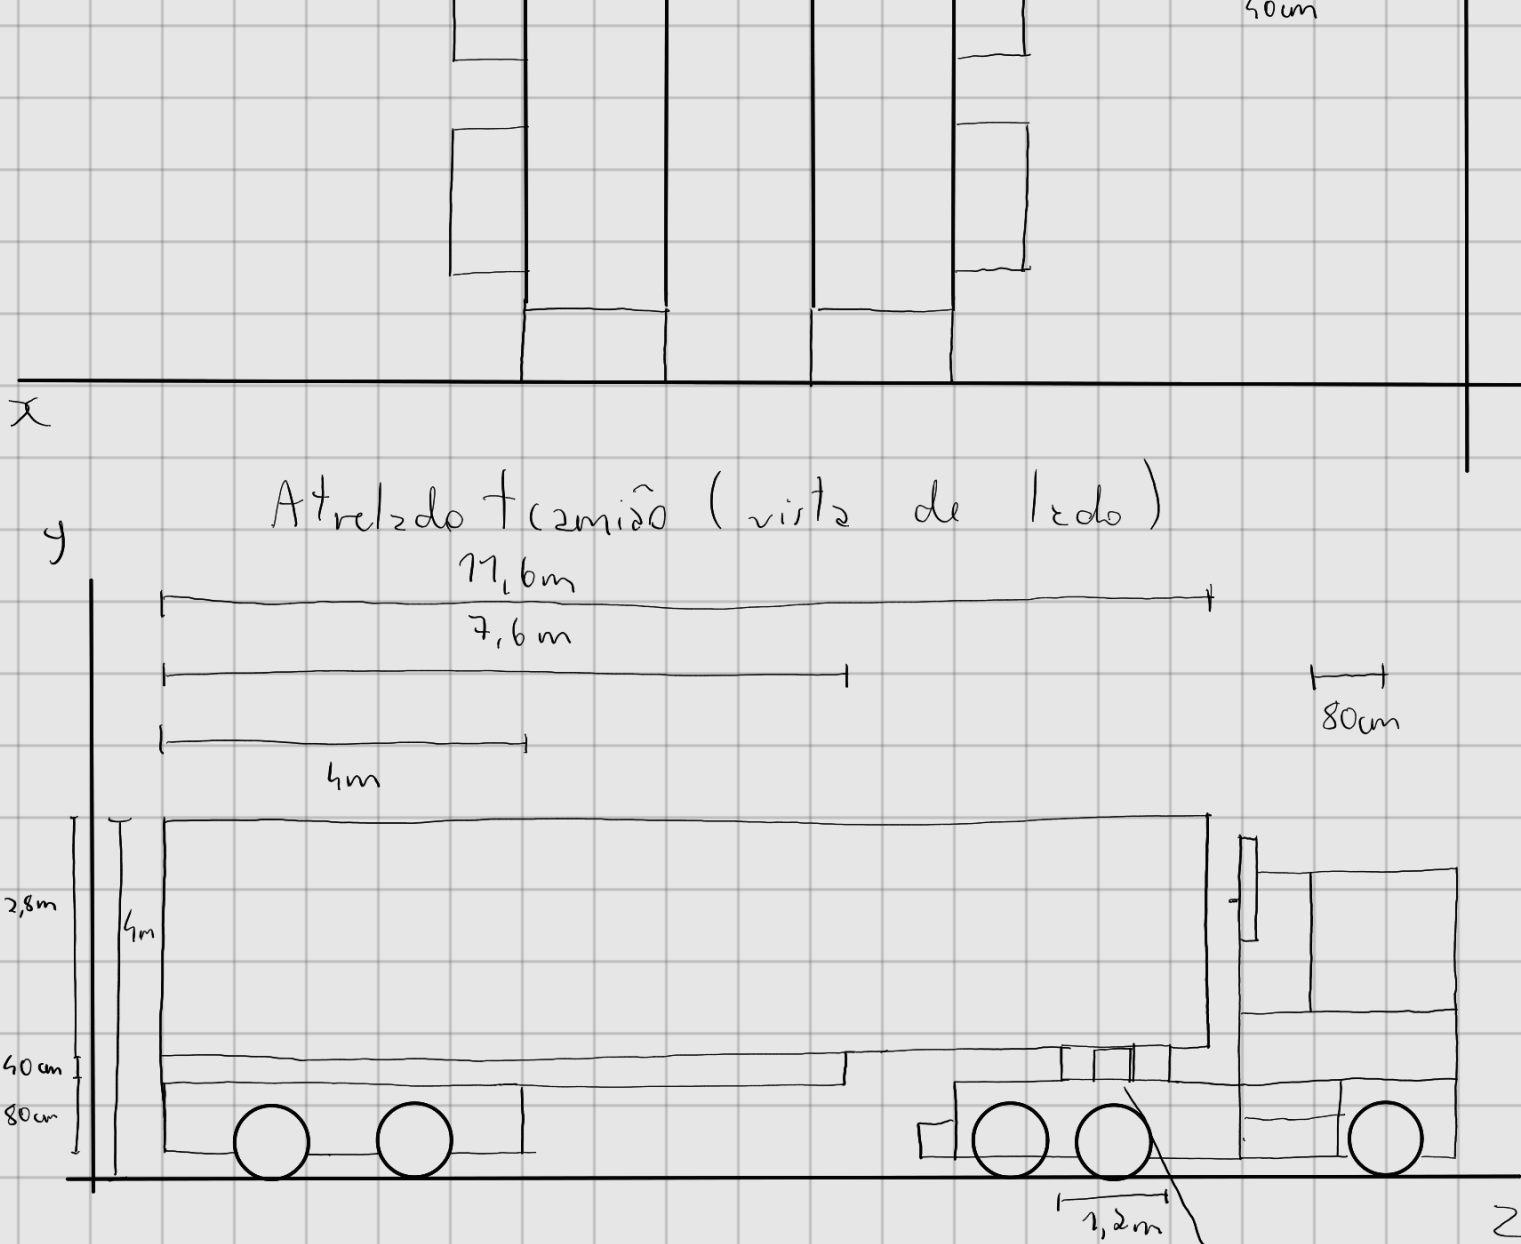 40cm
x
Atrelado + camião (vista de lado)
y
11,6m
7,6m
80cm
4m
2,8m
4m
40cm
80cm
1,2m
z